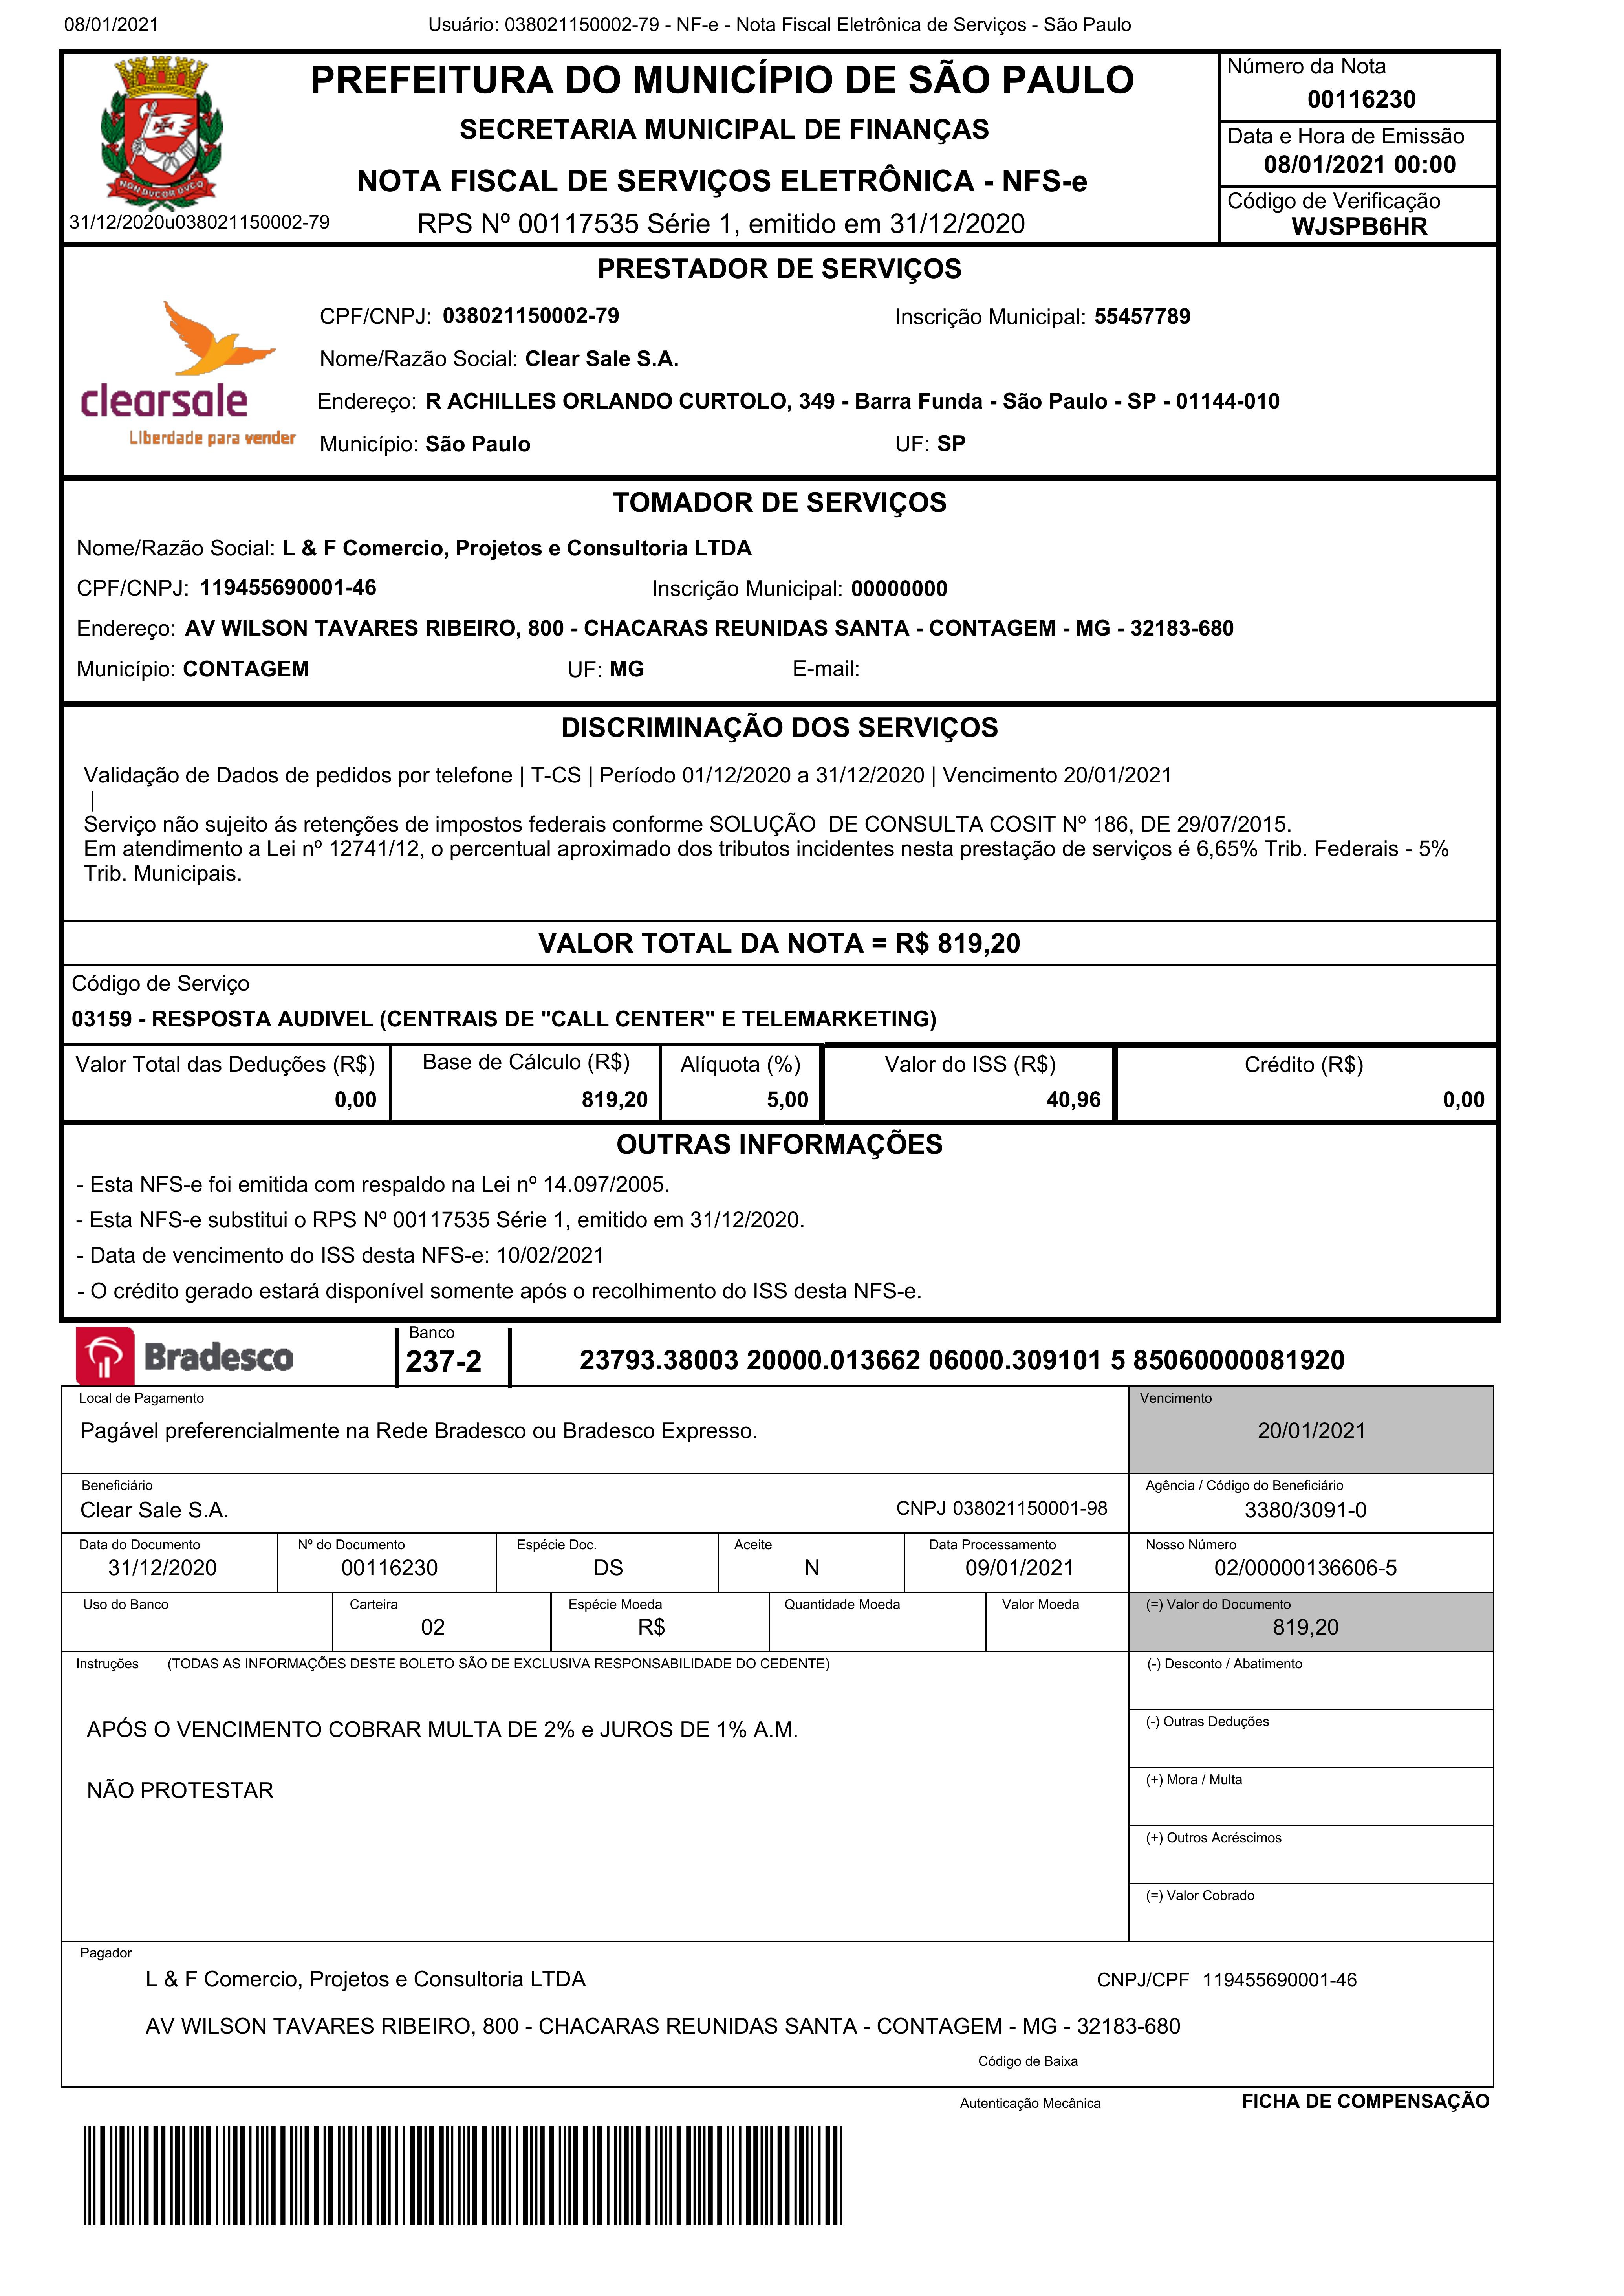 08/01/2021 Usuário: 038021150002-79 - NF-e - Nota Fiscal Eletrônica de Serviços - São Paulo
PREFEITURA DO MUNICÍPIO DE SÃO PAULO
SECRETARIA MUNICIPAL DE FINANÇAS
NOTA FISCAL DE SERVIÇOS ELETRÔNICA - NFS-e
RPS Nº 00117535 Série 1, emitido em 31/12/2020
NON DVCOR DVCO
31/12/2020u038021150002-79
Número da Nota
00116230
Data e Hora de Emissão
08/01/2021 00:00
Código de Verificação
WJSPB6HR
PRESTADOR DE SERVIÇOS
clearsale
Liberdade para vender
CPF/CNPJ: 038021150002-79 Inscrição Municipal: 55457789
Nome/Razão Social: Clear Sale S.A.
Endereço: R ACHILLES ORLANDO CURTOLO, 349 - Barra Funda - São Paulo - SP - 01144-010
Município: São Paulo UF: SP
TOMADOR DE SERVIÇOS
Nome/Razão Social: L & F Comercio, Projetos e Consultoria LTDA
CPF/CNPJ: 119455690001-46 Inscrição Municipal: 00000000
Endereço: AV WILSON TAVARES RIBEIRO, 800 - CHACARAS REUNIDAS SANTA - CONTAGEM - MG - 32183-680
Município: CONTAGEM UF: MG E-mail:
DISCRIMINAÇÃO DOS SERVIÇOS
Validação de Dados de pedidos por telefone | T-CS | Período 01/12/2020 a 31/12/2020 | Vencimento 20/01/2021
|
Serviço não sujeito ás retenções de impostos federais conforme SOLUÇÃO  DE CONSULTA COSIT Nº 186, DE 29/07/2015.
Em atendimento a Lei nº 12741/12, o percentual aproximado dos tributos incidentes nesta prestação de serviços é 6,65% Trib. Federais - 5%
Trib. Municipais.
VALOR TOTAL DA NOTA = R$ 819,20
Código de Serviço
03159 - RESPOSTA AUDIVEL (CENTRAIS DE "CALL CENTER" E TELEMARKETING)
Valor Total das Deduções (R$) Base de Cálculo (R$) Alíquota (%) Valor do ISS (R$) Crédito (R$)
0,00 819,20 5,00 40,96 0,00
OUTRAS INFORMAÇÕES
- Esta NFS-e foi emitida com respaldo na Lei nº 14.097/2005.
- Esta NFS-e substitui o RPS Nº 00117535 Série 1, emitido em 31/12/2020.
- Data de vencimento do ISS desta NFS-e: 10/02/2021
- O crédito gerado estará disponível somente após o recolhimento do ISS desta NFS-e.
Bradesco
Banco
237-2
23793.38003 20000.013662 06000.309101 5 85060000081920
Local de Pagamento Vencimento
Pagável preferencialmente na Rede Bradesco ou Bradesco Expresso. 20/01/2021
Beneficiário Agência / Código do Beneficiário
Clear Sale S.A. CNPJ 038021150001-98 3380/3091-0
Data do Documento Nº do Documento Espécie Doc. Aceite Data Processamento Nosso Número
31/12/2020 00116230 DS N 09/01/2021 02/00000136606-5
Uso do Banco Carteira Espécie Moeda Quantidade Moeda Valor Moeda (=) Valor do Documento
02 R$ 819,20
Instruções (TODAS AS INFORMAÇÕES DESTE BOLETO SÃO DE EXCLUSIVA RESPONSABILIDADE DO CEDENTE) (-) Desconto / Abatimento
(-) Outras Deduções
APÓS O VENCIMENTO COBRAR MULTA DE 2% e JUROS DE 1% A.M.
(+) Mora / Multa
NÃO PROTESTAR
(+) Outros Acréscimos
(=) Valor Cobrado
Pagador
L & F Comercio, Projetos e Consultoria LTDA CNPJ/CPF 119455690001-46
AV WILSON TAVARES RIBEIRO, 800 - CHACARAS REUNIDAS SANTA - CONTAGEM - MG - 32183-680
Código de Baixa
Autenticação Mecânica FICHA DE COMPENSAÇÃO